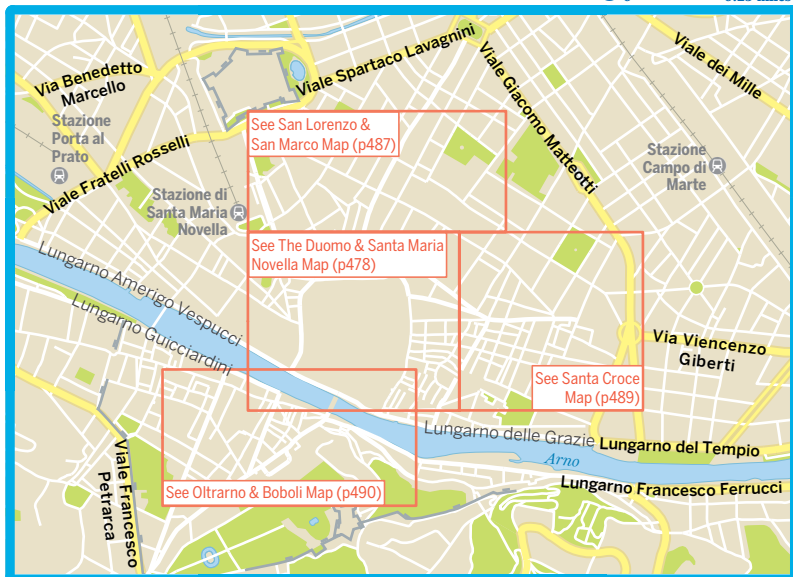 Viale Spartaco Lavagnini
Viale dei Mille
Via Benedetto
Marcello
Viale Giacomo Matteotti
Stazione
Porta al
Prato
See San Lorenzo &
San Marco Map (p487)
Viale Fratelli Rosselli
Stazione
Campo di
Marte
Stazione di
Santa Maria
Novella
See The Duomo & Santa Maria
Novella Map (p478)
Lungarno Amerigo Vespucci
Lungarno Guicciardini
Via Viencenzo
Giberti
See Santa Croce
Map (p489)
Lungarno delle Grazie
Lungarno del Tempio
Arno
Viale Francesco
Petrarca
See Oltrarno & Boboli Map (p490)
Lungarno Francesco Ferrucci